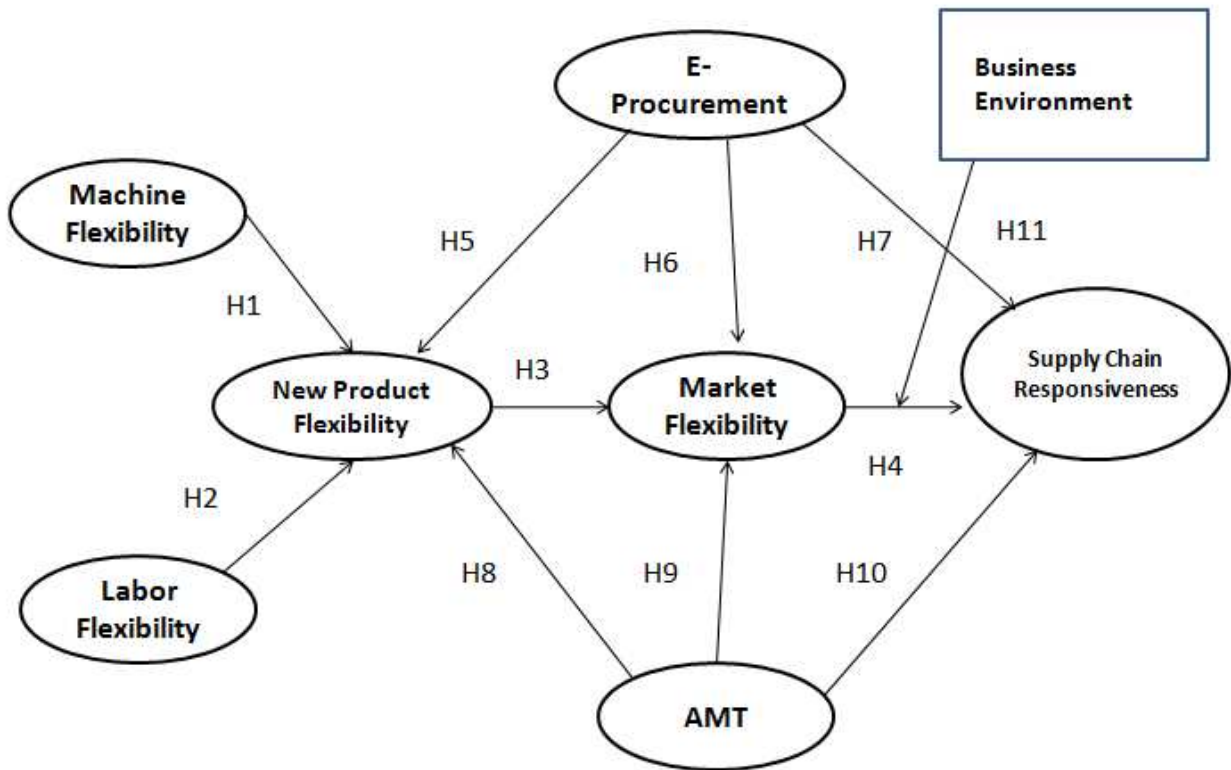 E-
Procurement
Business
Environment
Machine
Flexibility
H5
H6
H7
H11
H1
New Product
Flexibility
H3
Market
Flexibility
Supply Chain
Responsiveness
H4
H2
Labor
Flexibility
H8
H9
H10
AMT